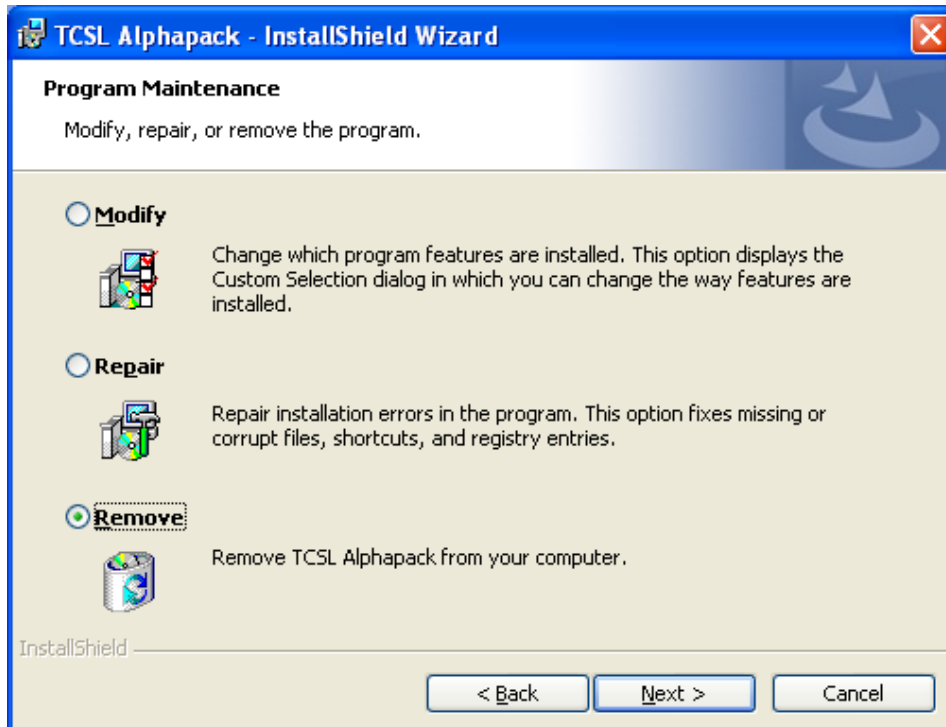 TCSL Alphapack - InstallShield Wizard
Program Maintenance
Modify, repair, or remove the program.
Modify
Change which program features are installed. This option displays the
Custom Selection dialog in which you can change the way features are
installed.
Repair
Repair installation errors in the program. This option fixes missing or
corrupt files, shortcuts, and registry entries.
Remove
Remove TCSL Alphapack from your computer.
InstallShield
< Back
Next >
Cancel